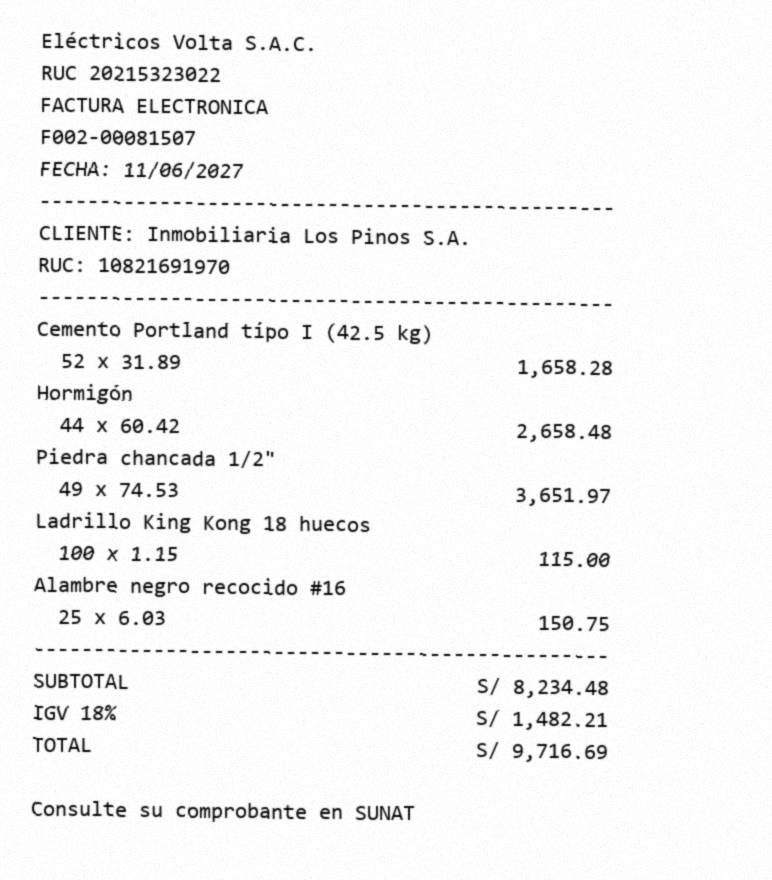 Eléctricos Volta S.A.C.
RUC 20215323022
FACTURA ELECTRONICA
F002-00081507
FECHA: 11/06/2027
------------------------------------------------
CLIENTE: Inmobiliaria Los Pinos S.A.
RUC: 10821691970
------------------------------------------------
Cemento Portland tipo I (42.5 kg)
52 x 31.89 1,658.28
Hormigón
44 x 60.42 2,658.48
Piedra chancada 1/2"
49 x 74.53 3,651.97
Ladrillo King Kong 18 huecos
100 x 1.15 115.00
Alambre negro recocido #16
25 x 6.03 150.75
------------------------------------------------
SUBTOTAL S/ 8,234.48
IGV 18% S/ 1,482.21
TOTAL S/ 9,716.69
Consulte su comprobante en SUNAT